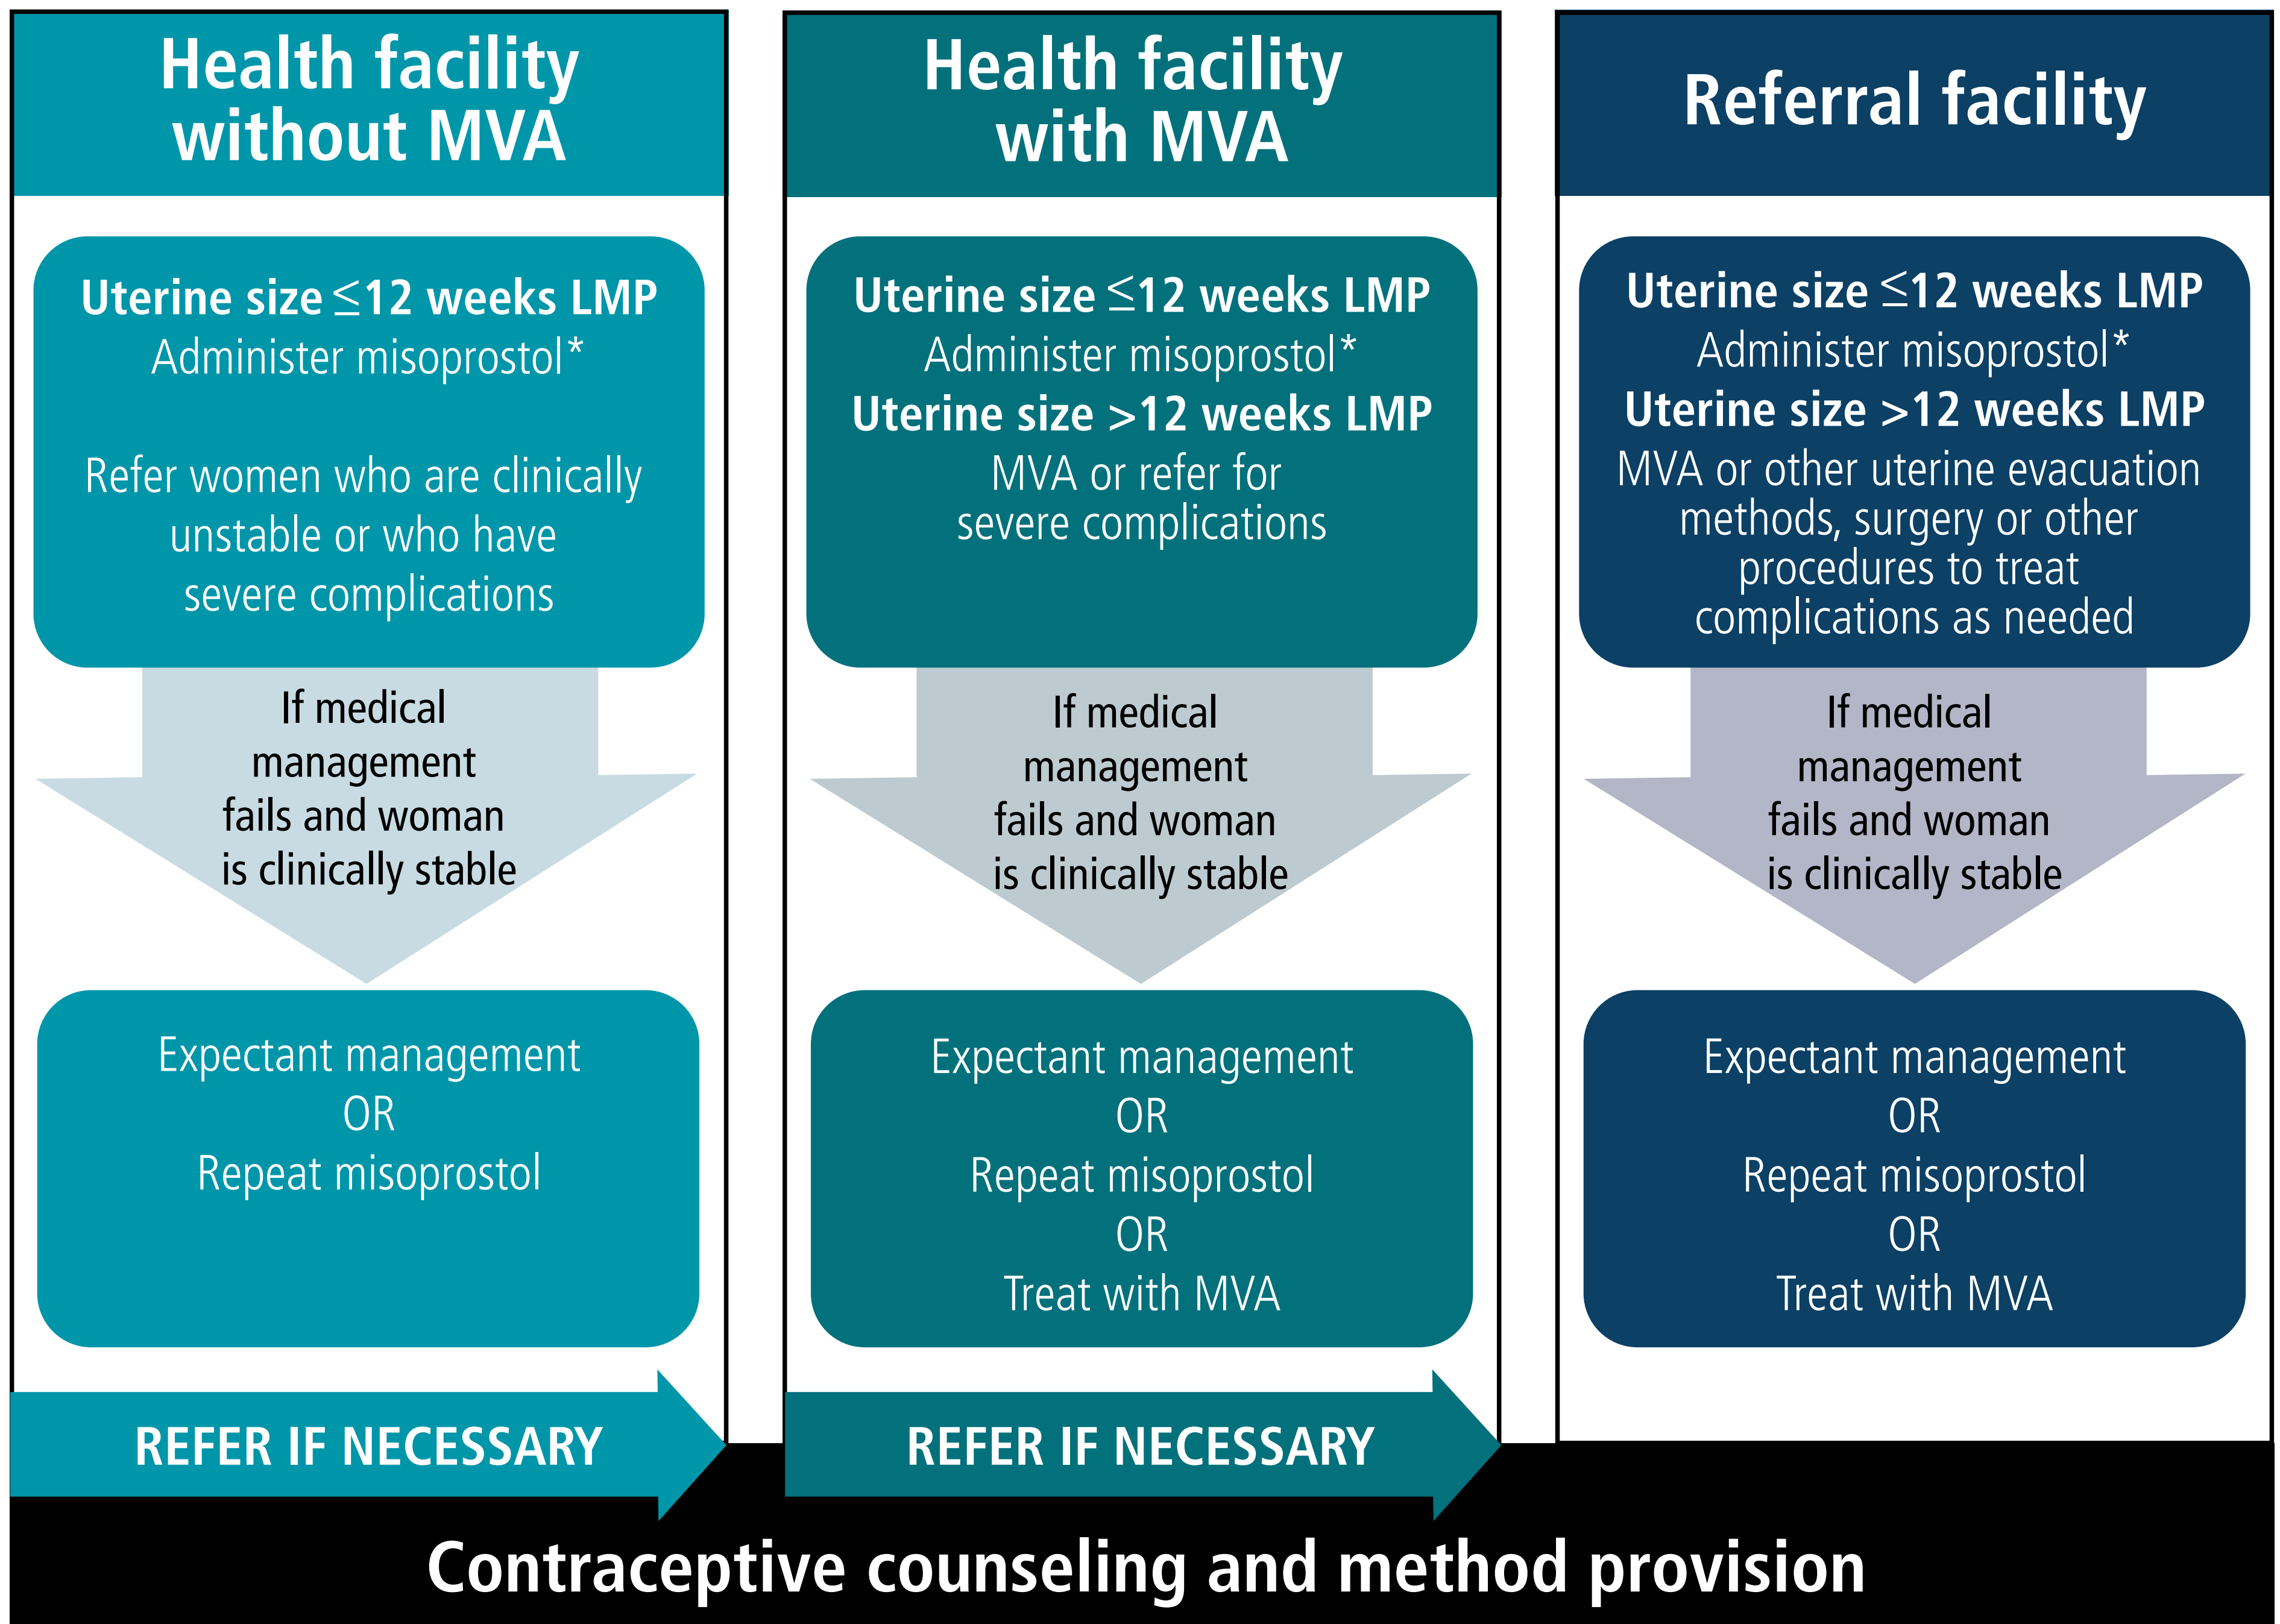 Health facility
without MVA
Uterine size ≤12 weeks LMP
Administer misoprostol*
Refer women who are clinically
unstable or who have
severe complications
If medical
management
fails and woman
is clinically stable
Expectant management
OR
Repeat misoprostol
REFER IF NECESSARY
Health facility
with MVA
Uterine size ≤12 weeks LMP
Administer misoprostol*
Uterine size >12 weeks LMP
MVA or refer for
severe complications
If medical
management
fails and woman
is clinically stable
Expectant management
OR
Repeat misoprostol
OR
Treat with MVA
REFER IF NECESSARY
Referral facility
Uterine size ≤12 weeks LMP
Administer misoprostol*
Uterine size >12 weeks LMP
MVA or other uterine evacuation
methods, surgery or other
procedures to treat
complications as needed
If medical
management
fails and woman
is clinically stable
Expectant management
OR
Repeat misoprostol
OR
Treat with MVA
Contraceptive counseling and method provision